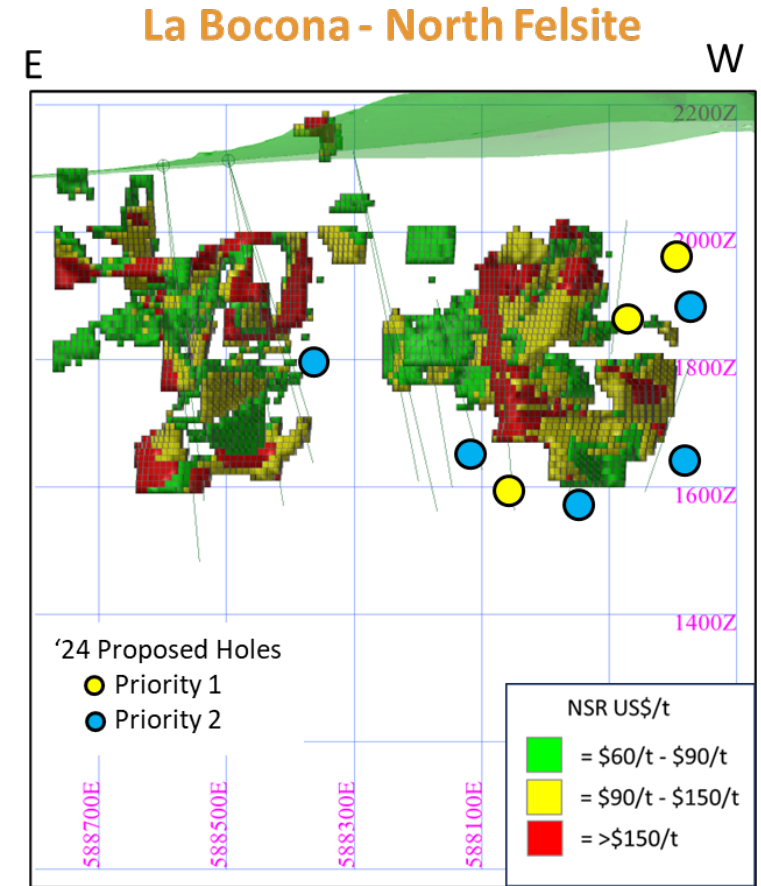 La Bocona - North Felsite
E
W
2200Z
2000Z
1800Z
1600Z
1400Z
‘24 Proposed Holes
Priority 1
Priority 2
NSR US$/t
= $60/t - $90/t
= $90/t - $150/t
= >$150/t
588700E
588500E
588300E
588100E